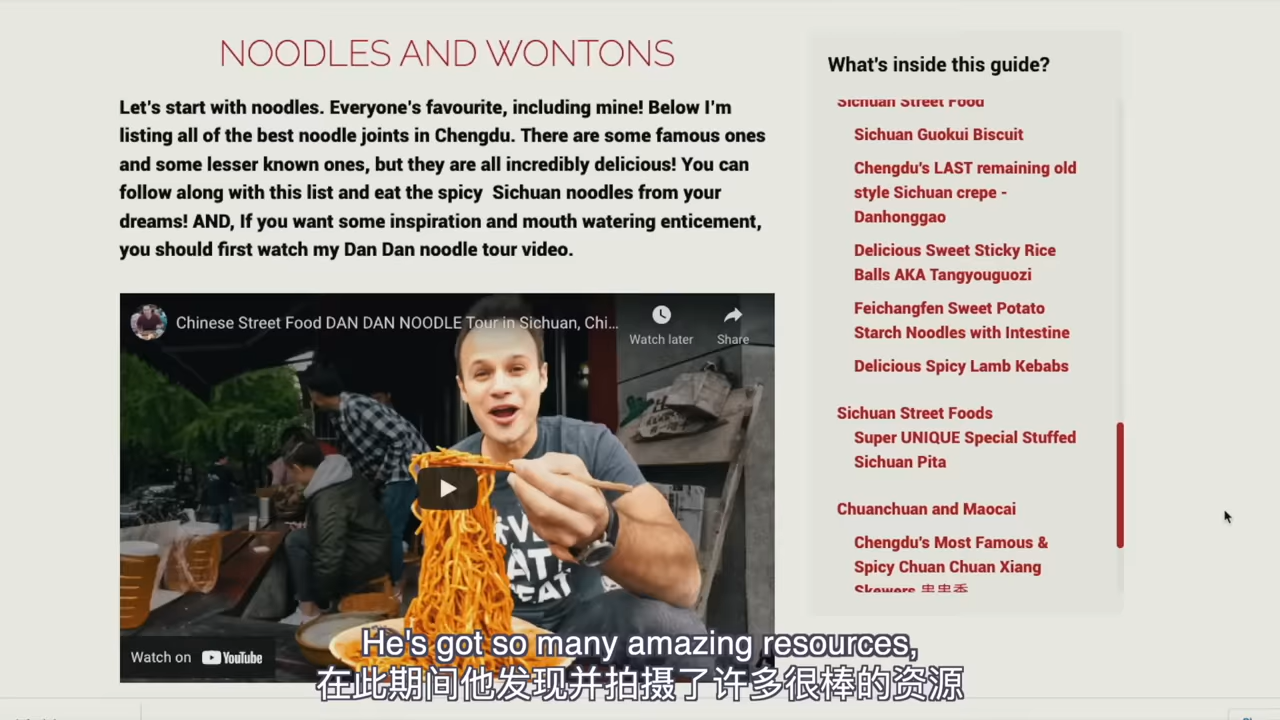 NOODLES AND WONTONS
Let's start with noodles. Everyone's favourite, including mine! Below I'm
listing all of the best noodle joints in Chengdu. There are some famous ones
and some lesser known ones, but they are all incredibly delicious! You can
follow along with this list and eat the spicy Sichuan noodles from your
dreams! AND, If you want some inspiration and mouth watering enticement,
you should first watch my Dan Dan noodle tour video.
Chinese Street Food DAN DAN NOODLE Tour in Sichuan, Chi...
Watch later
Share
Watch on YouTube
What's inside this guide?
Sichuan Street Food
Sichuan Guokui Biscuit
Chengdu's LAST remaining old
style Sichuan crepe -
Danhonggao
Delicious Sweet Sticky Rice
Balls AKA Tangyouguozi
Feichangfen Sweet Potato
Starch Noodles with Intestine
Delicious Spicy Lamb Kebabs
Sichuan Street Foods
Super UNIQUE Special Stuffed
Sichuan Pita
Chuanchuan and Maocai
Chengdu's Most Famous &
Spicy Chuan Chuan Xiang
Skewers 串串香
He's got so many amazing resources,
在此期间他发现并拍摄了许多很棒的资源